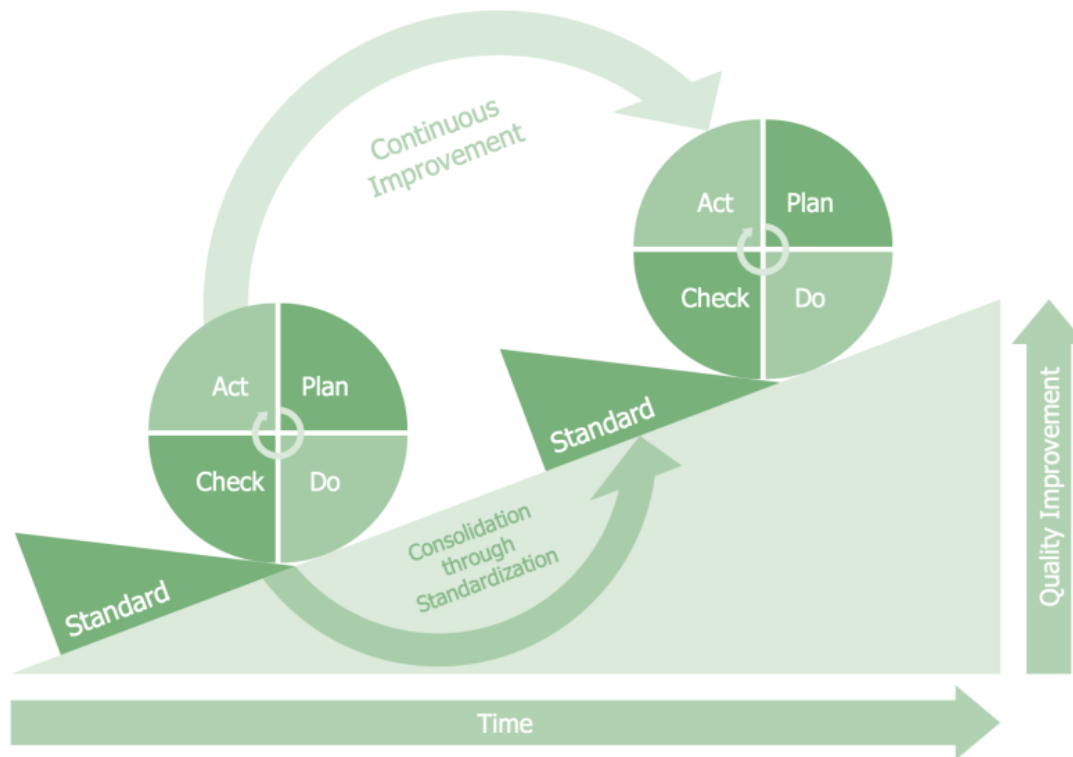 Continuous
Improvement
Act
Plan
Check
Do
Act
Plan
Check
Do
Standard
Standard
Consolidation
through
Standardization
Quality Improvement
Time